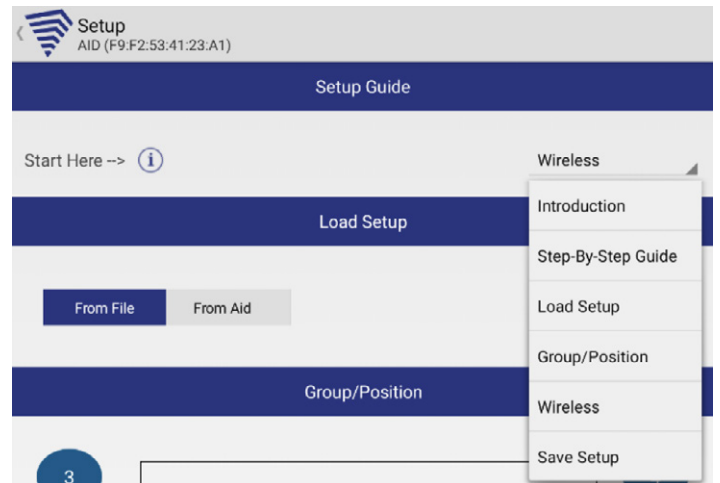 Setup
AID (F9:F2:53:41:23:A1)
Setup Guide
Start Here --> i
Wireless
Introduction
Load Setup
Step-By-Step Guide
From File From Aid
Load Setup
Group/Position
Group/Position
Wireless
Save Setup
3